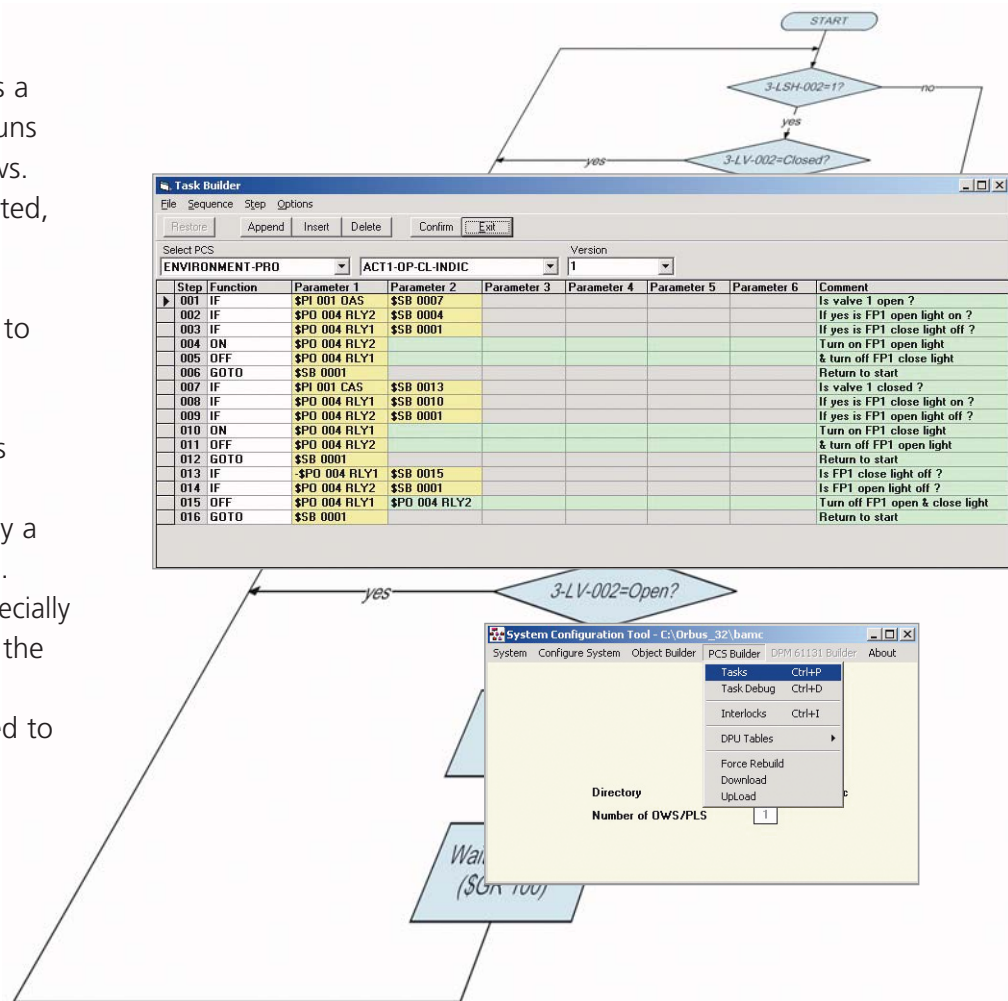 s a
uns
vs.
ted,
to
s
y a
.
ecially
the
ed to
START
3-LSH-002=1?
no
yes
3-LV-002=Closed?
yes
Task Builder
File Sequence Step Options
Restore Append Insert Delete Confirm Exit
Select PCS Version
ENVIRONMENT-PRO ACT1-OP-CL-INDIC 1
Step Function Parameter 1 Parameter 2 Parameter 3 Parameter 4 Parameter 5 Parameter 6 Comment
001 IF $PI 001 OAS $SB 0007 Is valve 1 open ?
002 IF $PO 004 RLY2 $SB 0004 If yes is FP1 open light on ?
003 IF $PO 004 RLY1 $SB 0001 If yes is FP1 close light off ?
004 ON $PO 004 RLY2 Turn on FP1 open light
005 OFF $PO 004 RLY1 & turn off FP1 close light
006 GOTO $SB 0001 Return to start
007 IF $PI 001 CAS $SB 0013 Is valve 1 closed ?
008 IF $PO 004 RLY1 $SB 0010 If yes is FP1 close light on ?
009 IF $PO 004 RLY2 $SB 0001 If yes is FP1 open light off ?
010 ON $PO 004 RLY1 Turn on FP1 close light
011 OFF $PO 004 RLY2 & turn off FP1 open light
012 GOTO $SB 0001 Return to start
013 IF -$PO 004 RLY1 $SB 0015 Is FP1 close light off ?
014 IF $PO 004 RLY2 $SB 0001 Is FP1 open light off ?
015 OFF $PO 004 RLY1 $PO 004 RLY2 Turn off FP1 open & close light
016 GOTO $SB 0001 Return to start
yes
3-LV-002=Open?
System Configuration Tool - C:\Orbus_32\bamc
System Configure System Object Builder PCS Builder DPM 61131 Builder About
Tasks Ctrl+P
Task Debug Ctrl+D
Interlocks Ctrl+I
DPU Tables
Force Rebuild
Download
UpLoad
Directory c
Number of OWS/PLS 1
Wai
($GR 100)